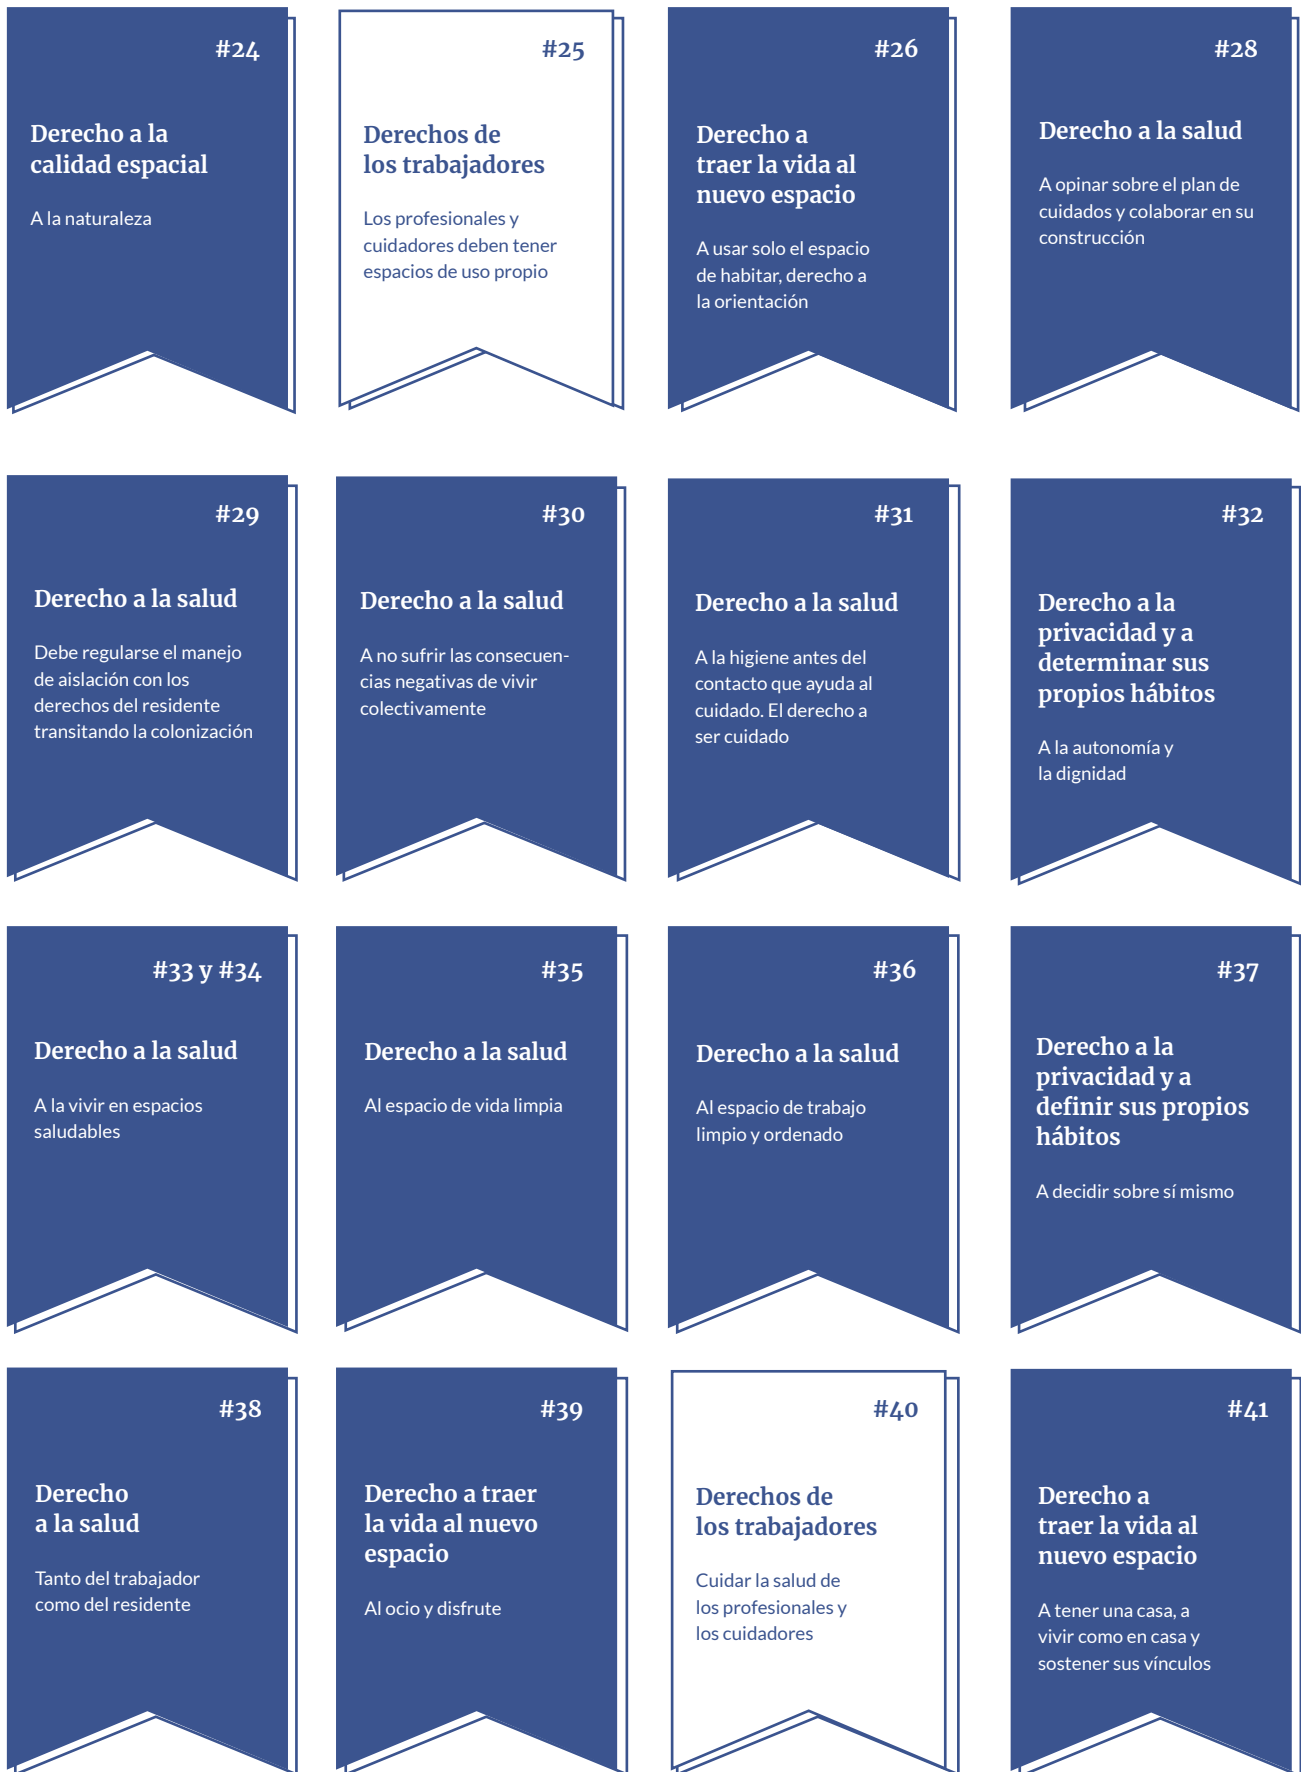 #24
Derecho a la
calidad espacial
A la naturaleza
#25
Derechos de
los trabajadores
Los profesionales y
cuidadores deben tener
espacios de uso propio
#26
Derecho a
traer la vida al
nuevo espacio
A usar solo el espacio
de habitar, derecho a
la orientación
#28
Derecho a la salud
A opinar sobre el plan de
cuidados y colaborar en su
construcción
#29
Derecho a la salud
Debe regularse el manejo
de aislación con los
derechos del residente
transitando la colonización
#30
Derecho a la salud
A no sufrir las consecuen-
cias negativas de vivir
colectivamente
#31
Derecho a la salud
A la higiene antes del
contacto que ayuda al
cuidado. El derecho a
ser cuidado
#32
Derecho a la
privacidad y a
determinar sus
propios hábitos
A la autonomía y
la dignidad
#33 y #34
Derecho a la salud
A la vivir en espacios
saludables
#35
Derecho a la salud
Al espacio de vida limpia
#36
Derecho a la salud
Al espacio de trabajo
limpio y ordenado
#37
Derecho a la
privacidad y a
definir sus propios
hábitos
A decidir sobre sí mismo
#38
Derecho
a la salud
Tanto del trabajador
como del residente
#39
Derecho a traer
la vida al nuevo
espacio
Al ocio y disfrute
#40
Derechos de
los trabajadores
Cuidar la salud de
los profesionales y
los cuidadores
#41
Derecho a
traer la vida al
nuevo espacio
A tener una casa, a
vivir como en casa y
sostener sus vínculos